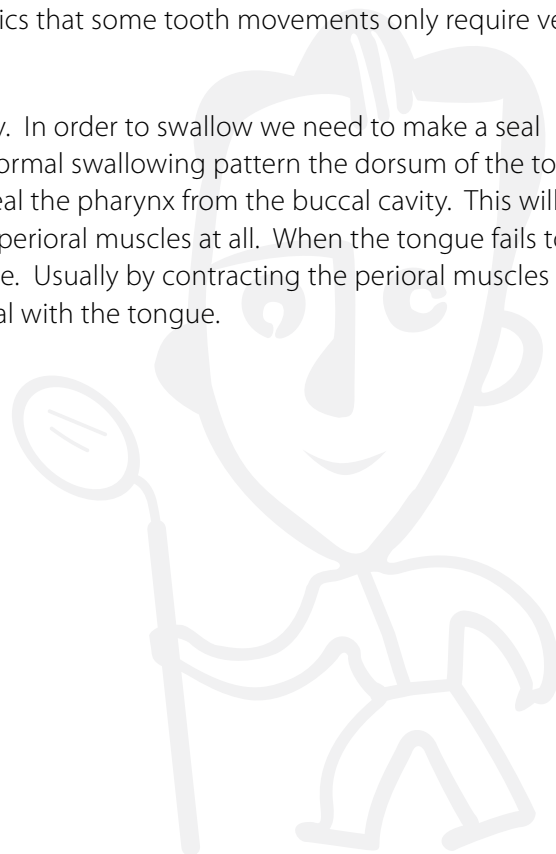 ics that some tooth movements only require ve
y. In order to swallow we need to make a seal
ormal swallowing pattern the dorsum of the to
eal the pharynx from the buccal cavity. This will
perioral muscles at all. When the tongue fails to
e. Usually by contracting the perioral muscles
al with the tongue.